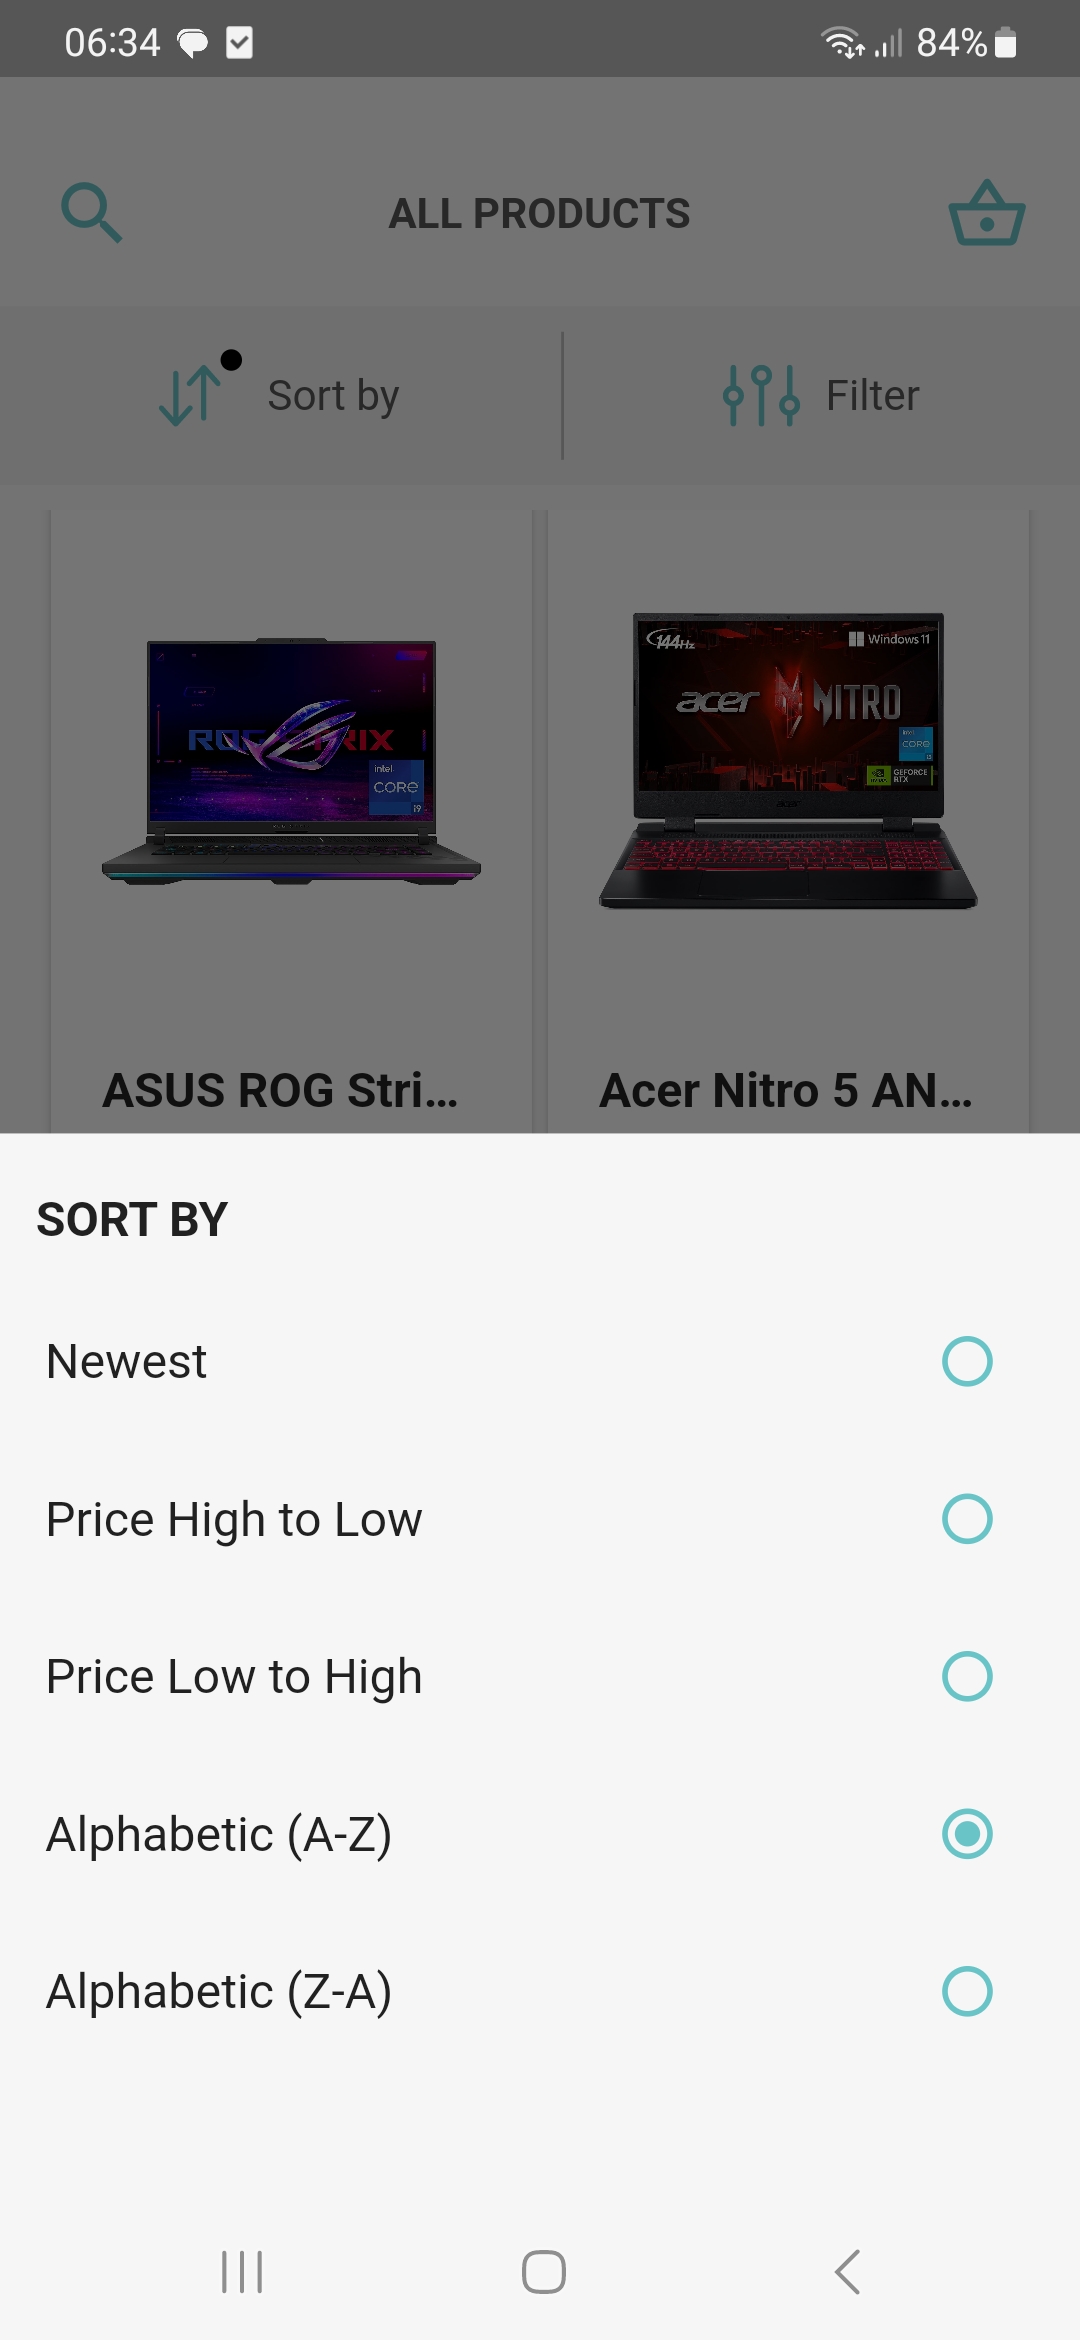 06:34
84%
ALL PRODUCTS
Sort by
Filter
144Hz
Windows 11
acer NITRO
intel
CORE
i5
GEFORCE
RTX
intel
CORE
i9
ASUS ROG Stri...
Acer Nitro 5 AN...
SORT BY
Newest
Price High to Low
Price Low to High
Alphabetic (A-Z)
Alphabetic (Z-A)